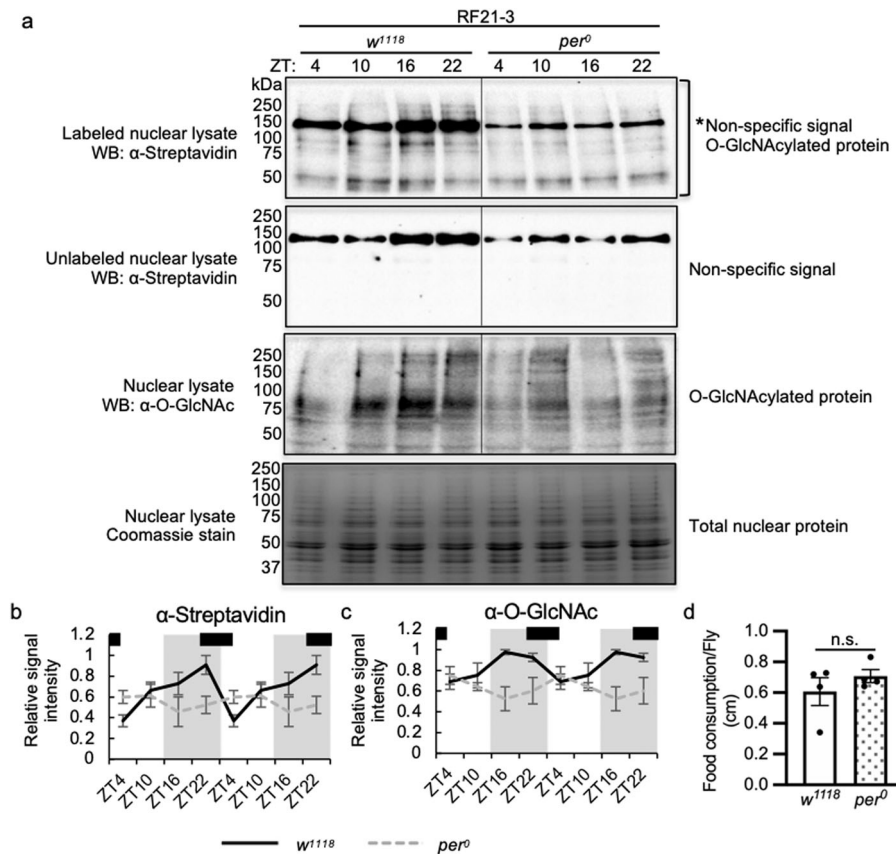 a
RF21-3
w1118 per0
ZT: 4 10 16 22 4 10 16 22
kDa
250
150
100
75
50
Labeled nuclear lysate
WB: α-Streptavidin
*Non-specific signal
O-GlcNAcylated protein
250
150
100
75
50
Unlabeled nuclear lysate
WB: α-Streptavidin
Non-specific signal
250
150
100
75
50
Nuclear lysate
WB: α-O-GlcNAc
O-GlcNAcylated protein
250
150
100
75
50
37
Nuclear lysate
Coomassie stain
Total nuclear protein
b
α-Streptavidin
Relative signal
intensity
1.2
1
0.8
0.6
0.4
0.2
0
ZT4 ZT10 ZT16 ZT22 ZT4 ZT10 ZT16 ZT22
c
α-O-GlcNAc
Relative signal
intensity
1.2
1
0.8
0.6
0.4
0.2
0
ZT4 ZT10 ZT16 ZT22 ZT4 ZT10 ZT16 ZT22
w1118 per0
d
n.s.
Food consumption/Fly
(cm)
1.0
0.8
0.6
0.4
0.2
0.0
w1118 per0